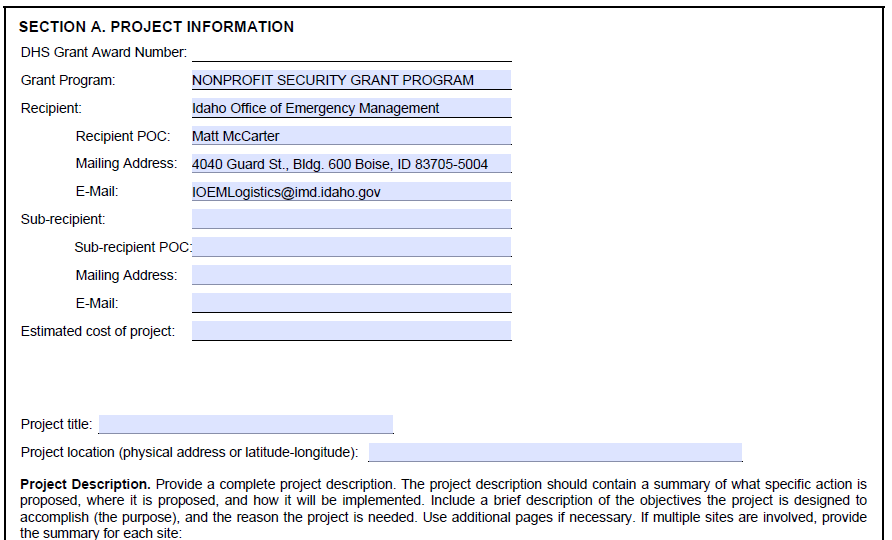 SECTION A. PROJECT INFORMATION
DHS Grant Award Number:
Grant Program: NONPROFIT SECURITY GRANT PROGRAM
Recipient: Idaho Office of Emergency Management
Recipient POC: Matt McCarter
Mailing Address: 4040 Guard St., Bldg. 600 Boise, ID 83705-5004
E-Mail: IOEMLogistics@imd.idaho.gov
Sub-recipient:
Sub-recipient POC:
Mailing Address:
E-Mail:
Estimated cost of project:
Project title:
Project location (physical address or latitude-longitude):
Project Description. Provide a complete project description. The project description should contain a summary of what specific action is
proposed, where it is proposed, and how it will be implemented. Include a brief description of the objectives the project is designed to
accomplish (the purpose), and the reason the project is needed. Use additional pages if necessary. If multiple sites are involved, provide
the summary for each site: